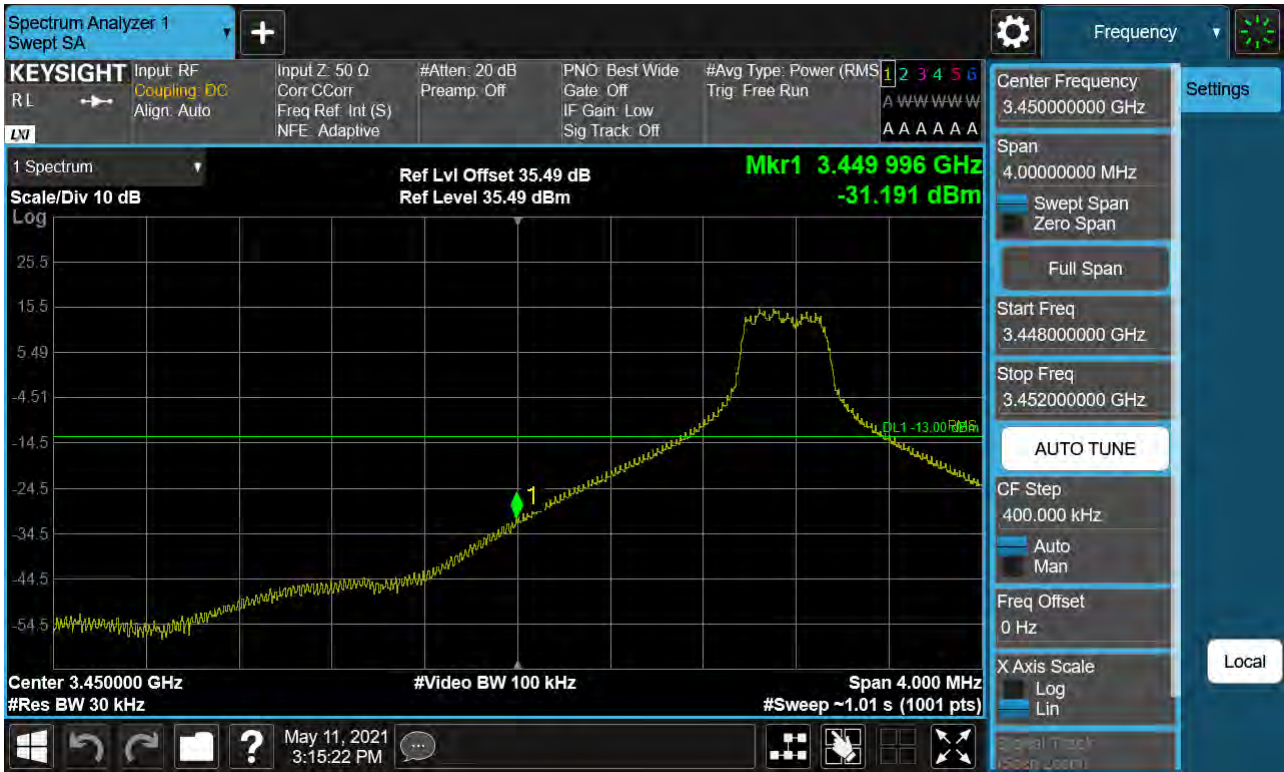 Spectrum Analyzer 1
Swept SA
+
Frequency
KEYSIGHT
RL
LXI
Input: RF
Coupling: DC
Align: Auto
Input Z: 50 Ω
Corr CCorr
Freq Ref: Int (S)
NFE: Adaptive
#Atten: 20 dB
Preamp: Off
PNO: Best Wide
Gate: Off
IF Gain: Low
Sig Track: Off
#Avg Type: Power (RMS
Trig: Free Run
1 2 3 4 5 6
A W W W W W
A A A A A A
1 Spectrum
Scale/Div 10 dB
Log
Ref Lvl Offset 35.49 dB
Ref Level 35.49 dBm
Mkr1 3.449 996 GHz
-31.191 dBm
25.5
15.5
5.49
-4.51
-14.5
-24.5
-34.5
-44.5
-54.5
1
DL1 -13.00 dBm
Center 3.450000 GHz
#Res BW 30 kHz
#Video BW 100 kHz
Span 4.000 MHz
#Sweep ~1.01 s (1001 pts)
Center Frequency
3.450000000 GHz
Settings
Span
4.00000000 MHz
Swept Span
Zero Span
Full Span
Start Freq
3.448000000 GHz
Stop Freq
3.452000000 GHz
AUTO TUNE
CF Step
400.000 kHz
Auto
Man
Freq Offset
0 Hz
X Axis Scale
Log
Lin
Signal Track
(Span Zoom)
Local
?
May 11, 2021
3:15:22 PM